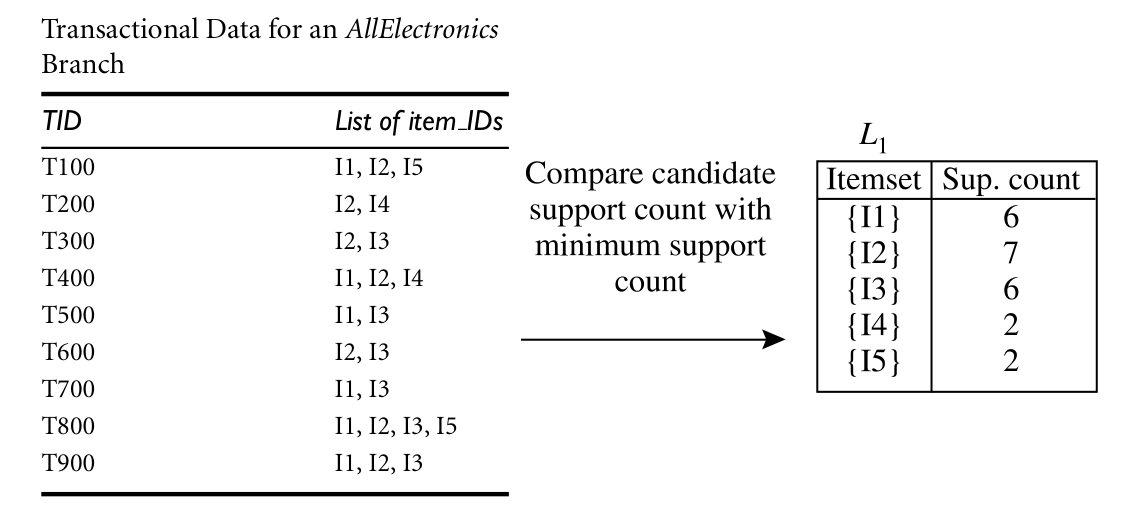 Transactional Data for an AllElectronics
Branch
TID List of item_IDs
T100 I1, I2, I5
T200 I2, I4
T300 I2, I3
T400 I1, I2, I4
T500 I1, I3
T600 I2, I3
T700 I1, I3
T800 I1, I2, I3, I5
T900 I1, I2, I3
Compare candidate
support count with
minimum support
count
L1
Itemset Sup. count
{I1} 6
{I2} 7
{I3} 6
{I4} 2
{I5} 2